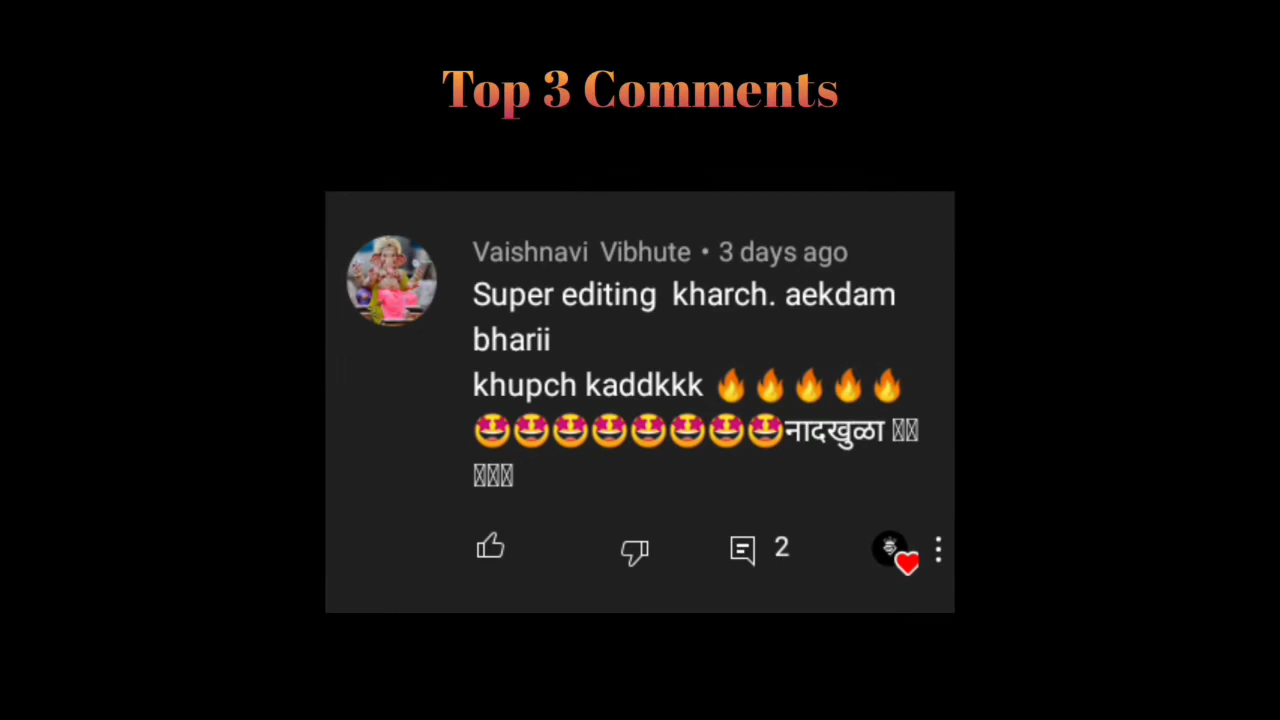 Top 3 Comments
Vaishnavi Vibhute • 3 days ago
Super editing kharch. aekdam
bharii
khupch kaddkkk 🔥🔥🔥🔥🔥
🤩🤩🤩🤩🤩🤩🤩🤩नादखुळा
2